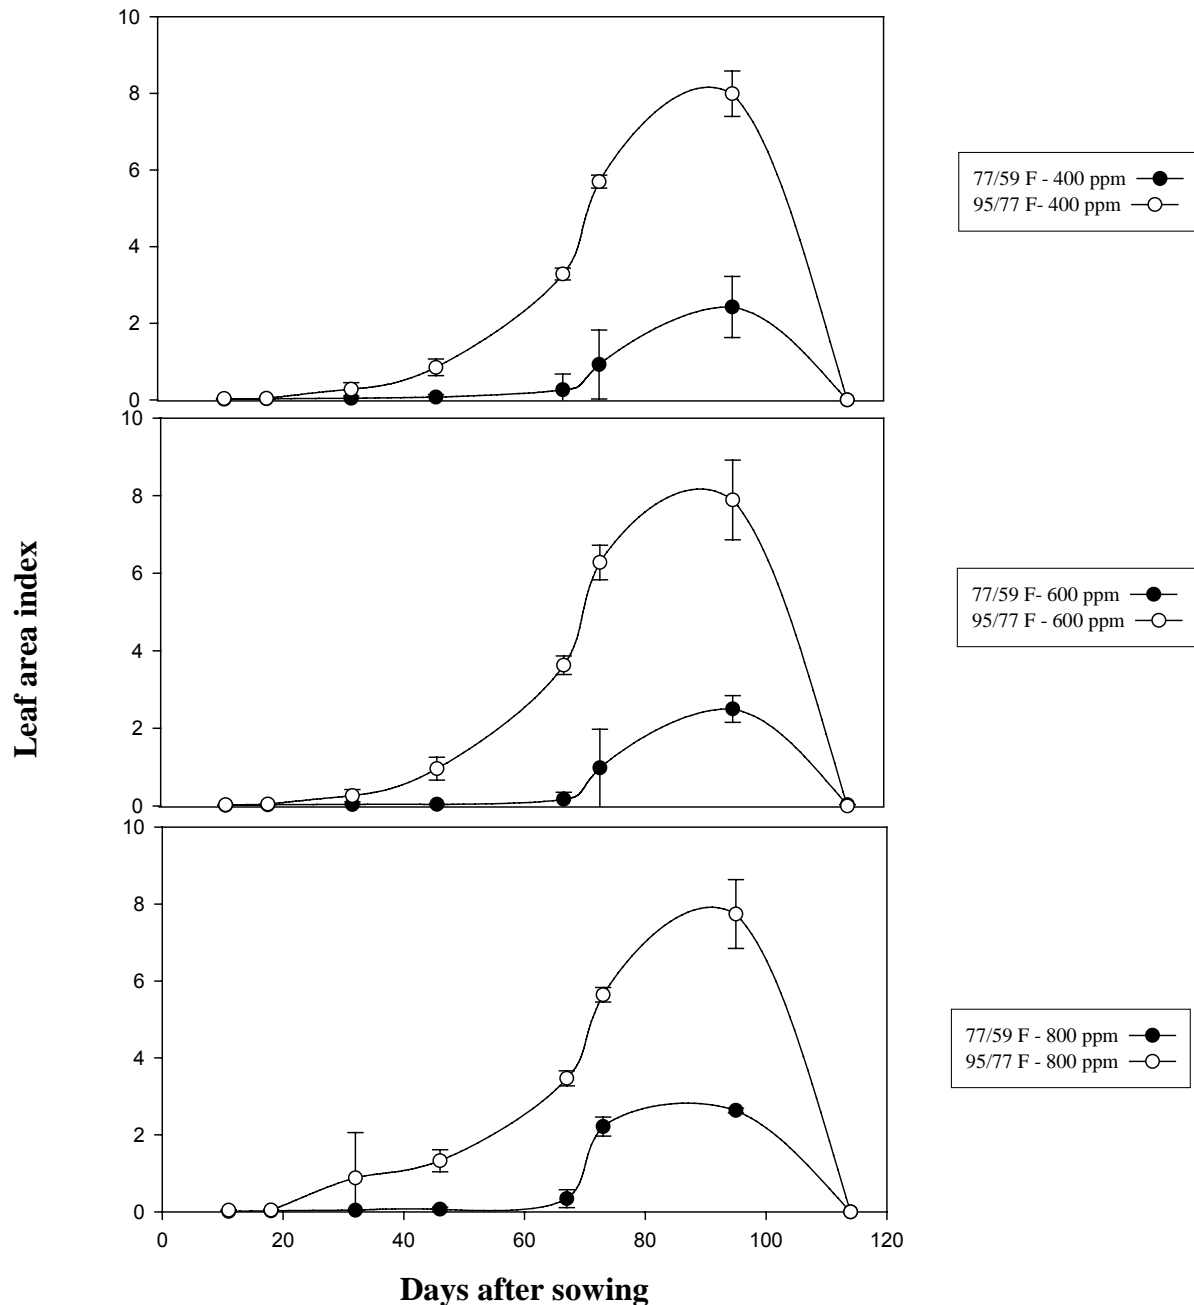 10
8
6
4
2
0
77/59 F - 400 ppm
95/77 F- 400 ppm
10
8
6
4
2
0
77/59 F- 600 ppm
95/77 F - 600 ppm
Leaf area index
10
8
6
4
2
0
77/59 F - 800 ppm
95/77 F - 800 ppm
0 20 40 60 80 100 120
Days after sowing